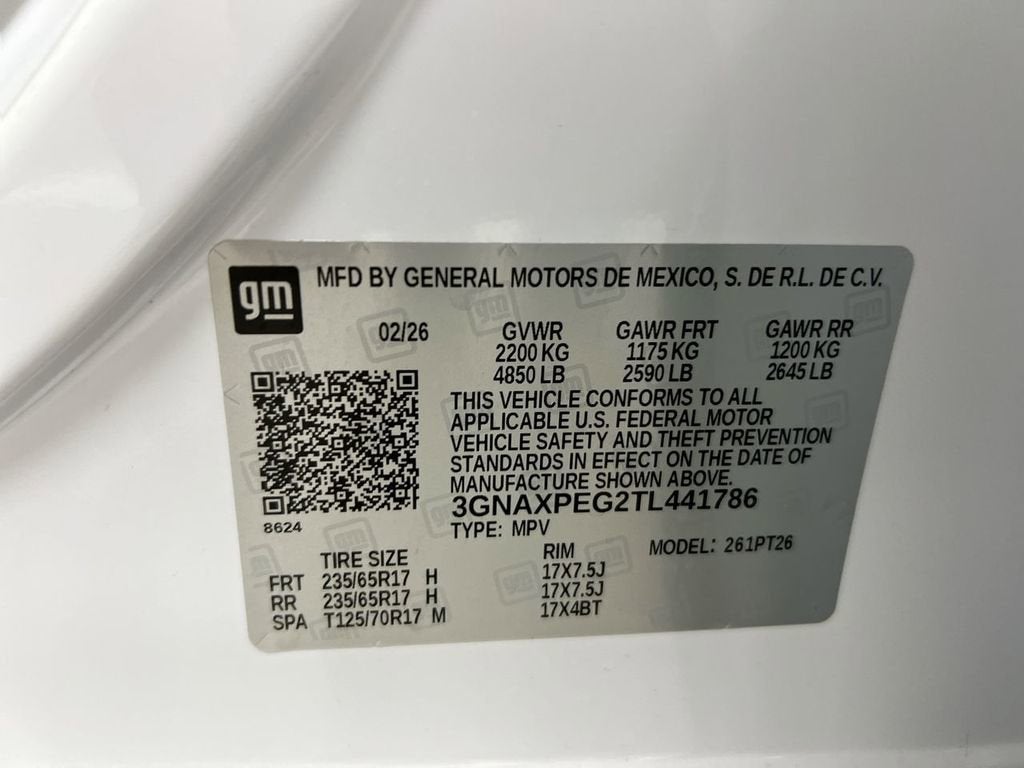 gm
MFD BY GENERAL MOTORS DE MEXICO, S. DE R.L. DE C.V.
02/26 GVWR GAWR FRT GAWR RR
2200 KG 1175 KG 1200 KG
4850 LB 2590 LB 2645 LB
THIS VEHICLE CONFORMS TO ALL
APPLICABLE U.S. FEDERAL MOTOR
VEHICLE SAFETY AND THEFT PREVENTION
STANDARDS IN EFFECT ON THE DATE OF
MANUFACTURE SHOWN ABOVE.
3GNAXPEG2TL441786
8624
TYPE: MPV MODEL: 261PT26
TIRE SIZE RIM
FRT 235/65R17 H 17X7.5J
RR 235/65R17 H 17X7.5J
SPA T125/70R17 M 17X4BT